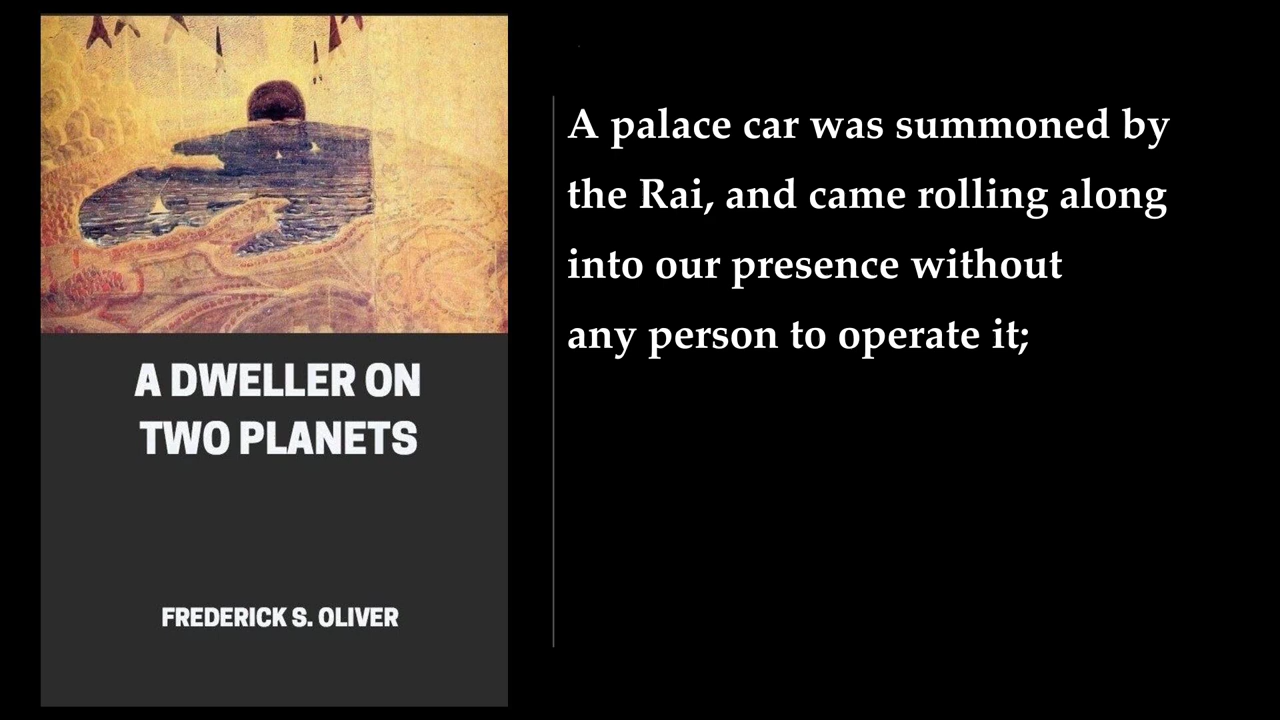 A DWELLER ON
TWO PLANETS
FREDERICK S. OLIVER
A palace car was summoned by
the Rai, and came rolling along
into our presence without
any person to operate it;